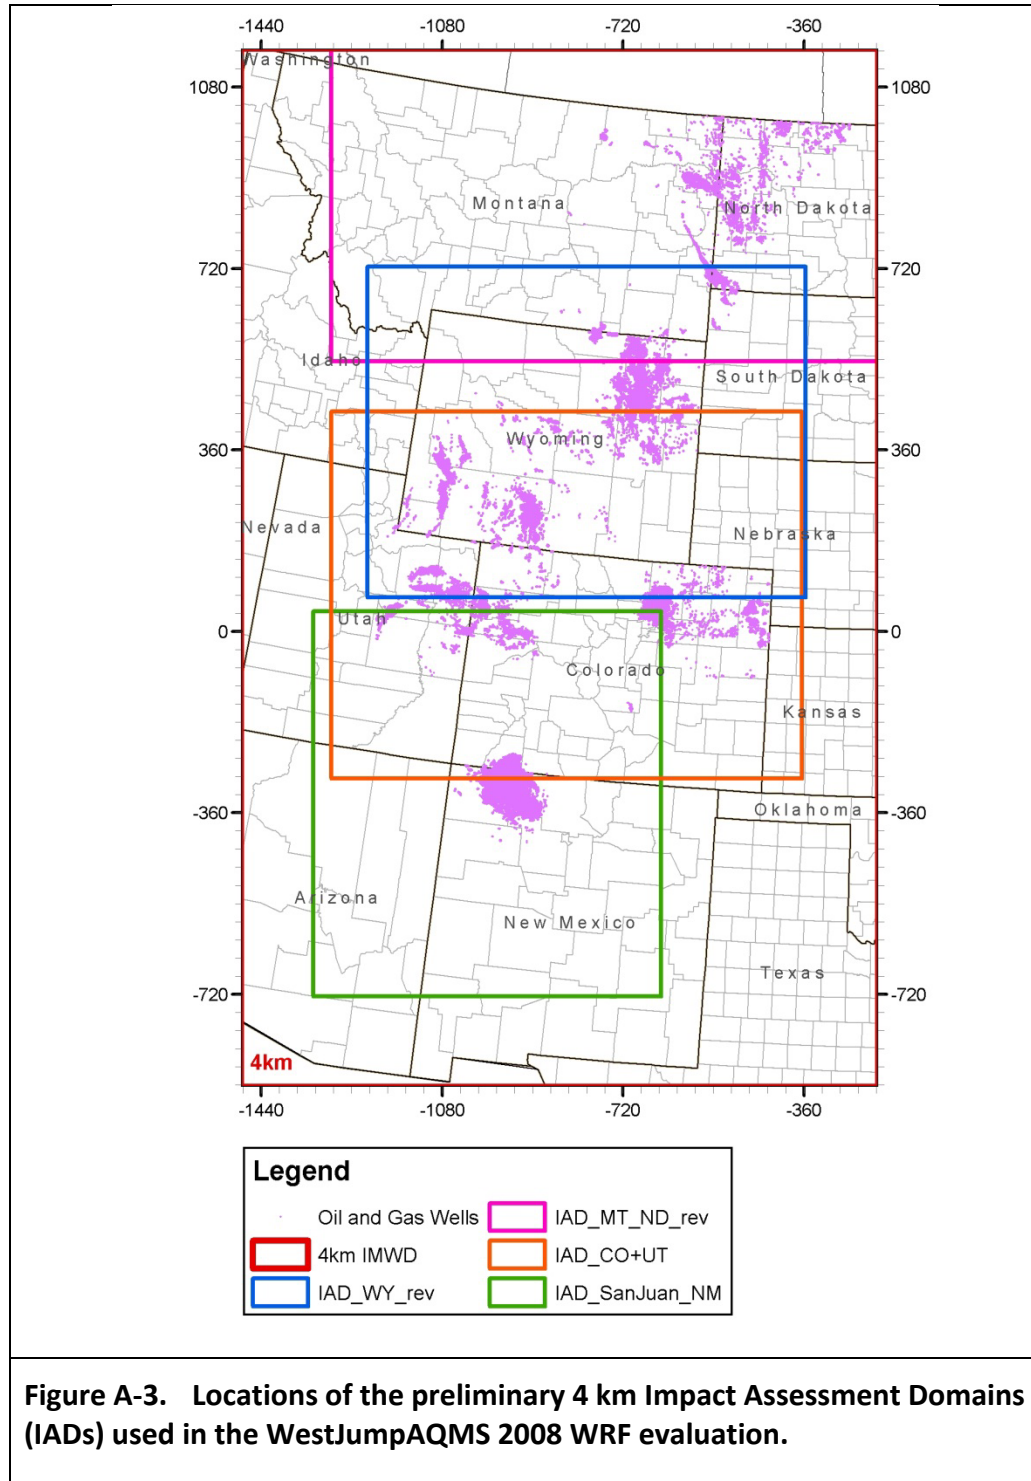 -1440 -1080 -720 -360
Washington
1080 1080
Montana
North Dakota
720 720
Idaho
South Dakota
360 Wyoming 360
Nevada
Nebraska
0 Utah 0
Colorado
Kansas
-360 Oklahoma -360
Arizona
New Mexico
Texas
-720 -720
4km
-1440 -1080 -720 -360
Legend
Oil and Gas Wells IAD_MT_ND_rev
4km IMWD IAD_CO+UT
IAD_WY_rev IAD_SanJuan_NM
Figure A-3. Locations of the preliminary 4 km Impact Assessment Domains
(IADs) used in the WestJumpAQMS 2008 WRF evaluation.